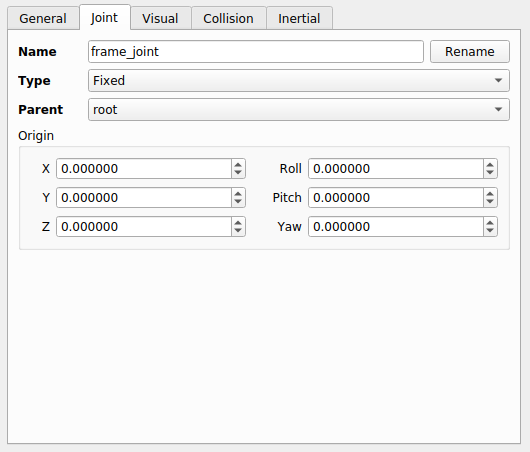 General Joint Visual Collision Inertial
Name frame_joint Rename
Type Fixed
Parent root
Origin
X 0.000000 Roll 0.000000
Y 0.000000 Pitch 0.000000
Z 0.000000 Yaw 0.000000